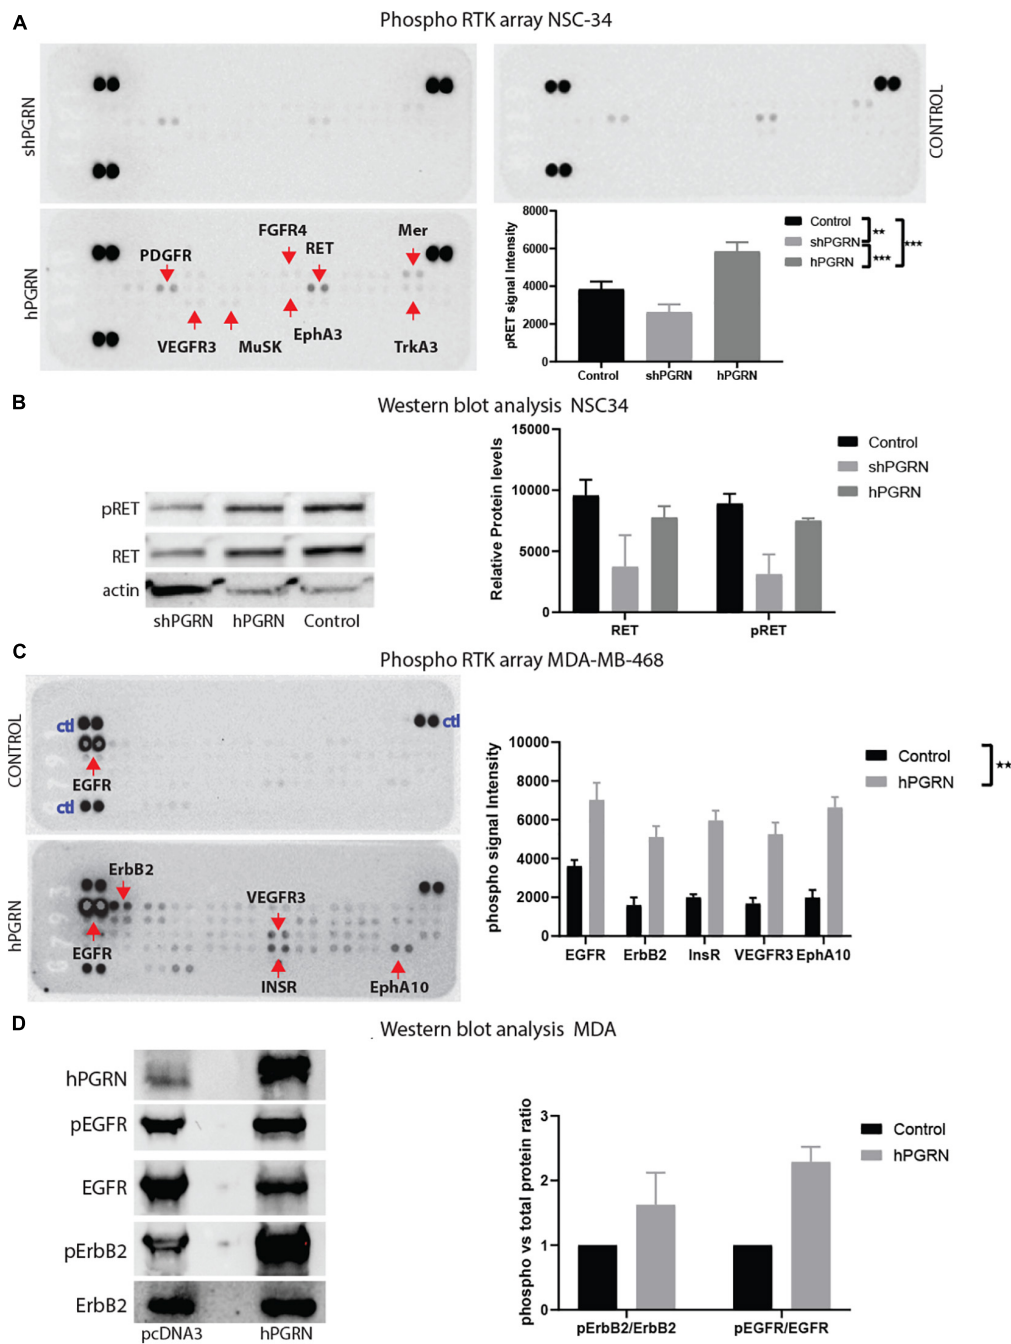 A
Phospho RTK array NSC-34
shPGRN
CONTROL
hPGRN
PDGFR
FGFR4
RET
Mer
VEGFR3
MuSK
EphA3
TrkA3
pRET signal Intensity
8000
6000
4000
2000
0
Control
shPGRN
hPGRN
Control
shPGRN
hPGRN
★★
★★★
★★★
B
Western blot analysis NSC34
pRET
RET
actin
shPGRN hPGRN Control
Relative Protein levels
15000
10000
5000
0
RET
pRET
Control
shPGRN
hPGRN
C
Phospho RTK array MDA-MB-468
CONTROL
ctl
ctl
EGFR
ctl
hPGRN
ErbB2
VEGFR3
EGFR
INSR
EphA10
phospho signal Intensity
10000
8000
6000
4000
2000
0
EGFR ErbB2 InsR VEGFR3 EphA10
Control
hPGRN
★★
D
Western blot analysis MDA
hPGRN
pEGFR
EGFR
pErbB2
ErbB2
pcDNA3 hPGRN
phospho vs total protein ratio
3
2
1
0
pErbB2/ErbB2
pEGFR/EGFR
Control
hPGRN